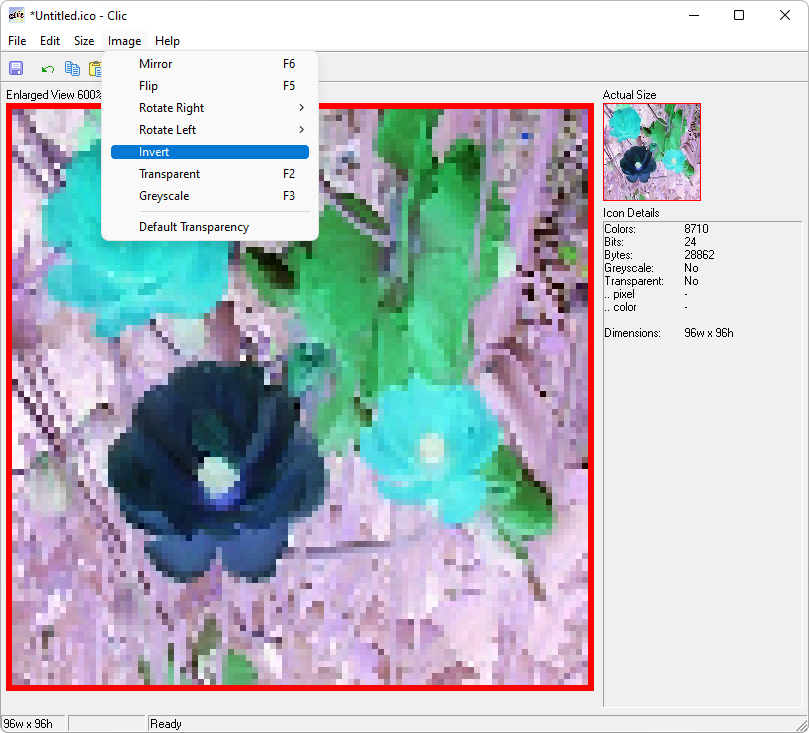 clic *Untitled.ico - Clic
File Edit Size Image Help
Mirror F6
Flip F5
Rotate Right
Rotate Left
Invert
Transparent F2
Greyscale F3
Default Transparency
Enlarged View 600%
Actual Size
Icon Details
Colors: 8710
Bits: 24
Bytes: 28862
Greyscale: No
Transparent: No
.. pixel -
.. color -
Dimensions: 96w x 96h
96w x 96h Ready